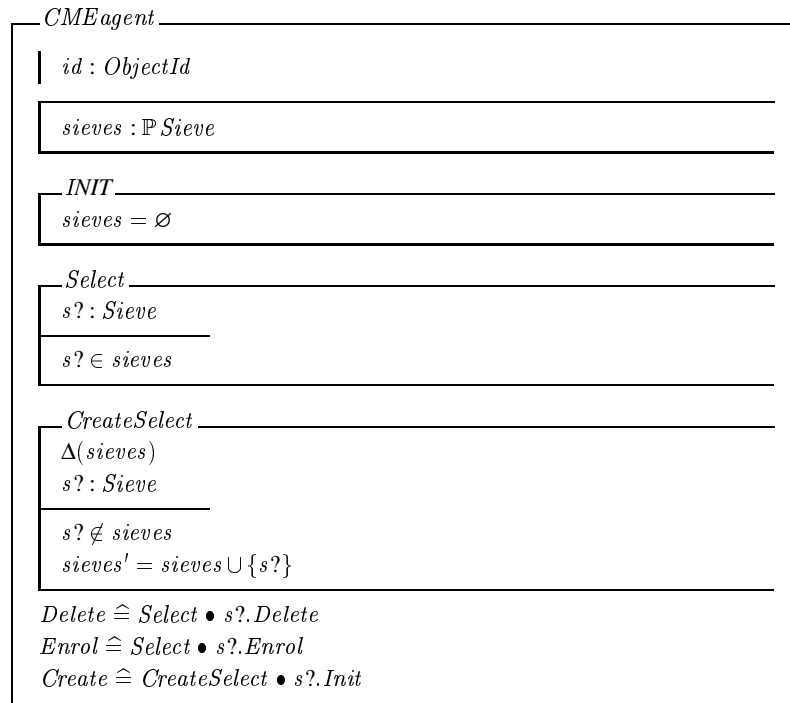 CMEagent
id : ObjectId
sieves : ℙ Sieve
INIT
sieves = ∅
Select
s? : Sieve
s? ∈ sieves
CreateSelect
Δ(sieves)
s? : Sieve
s? ∉ sieves
sieves′ = sieves ∪ {s?}
Delete ≙ Select • s?.Delete
Enrol ≙ Select • s?.Enrol
Create ≙ CreateSelect • s?.Init